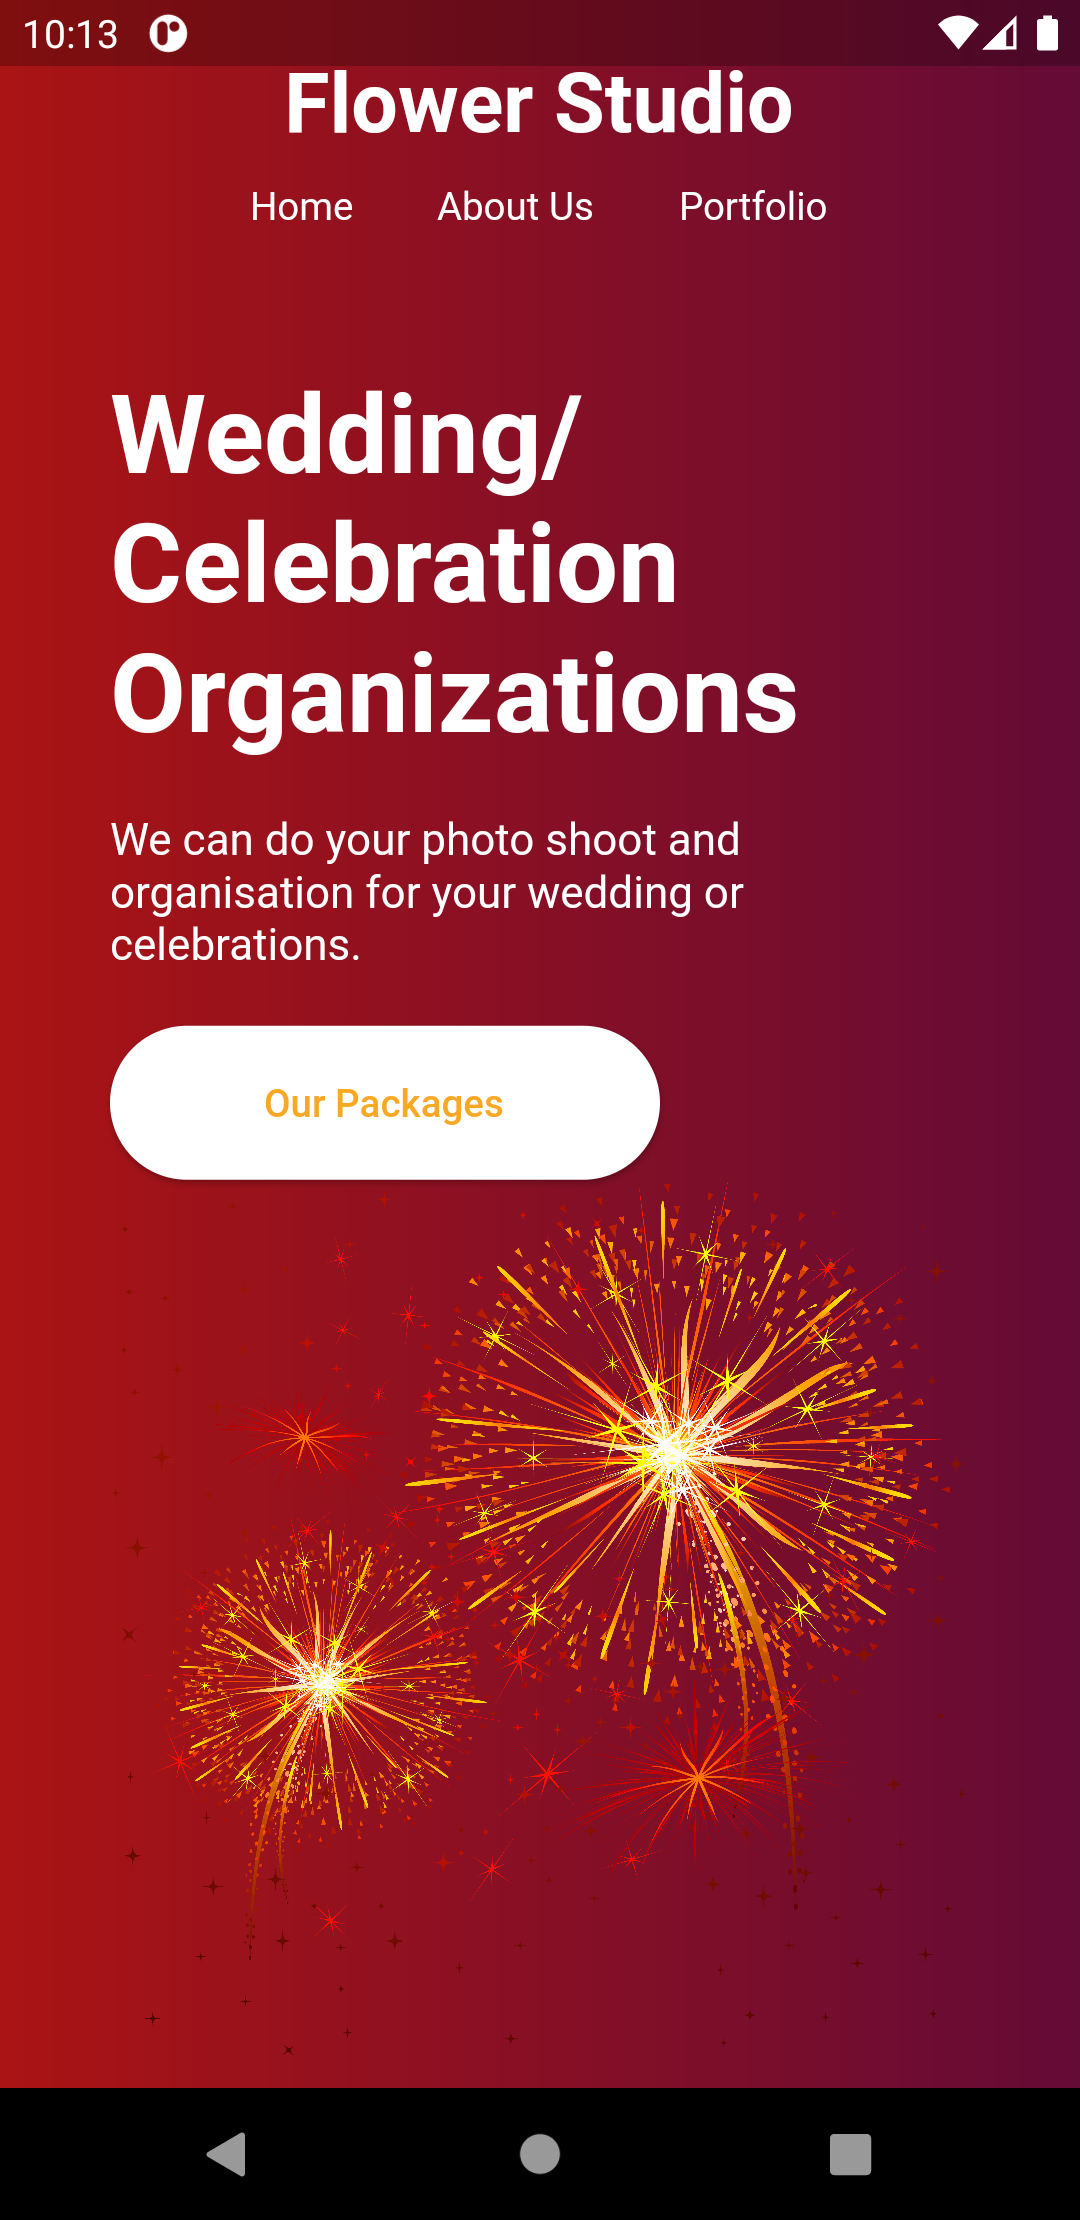 10:13
Flower Studio
Home About Us Portfolio
Wedding/
Celebration
Organizations
We can do your photo shoot and
organisation for your wedding or
celebrations.
Our Packages